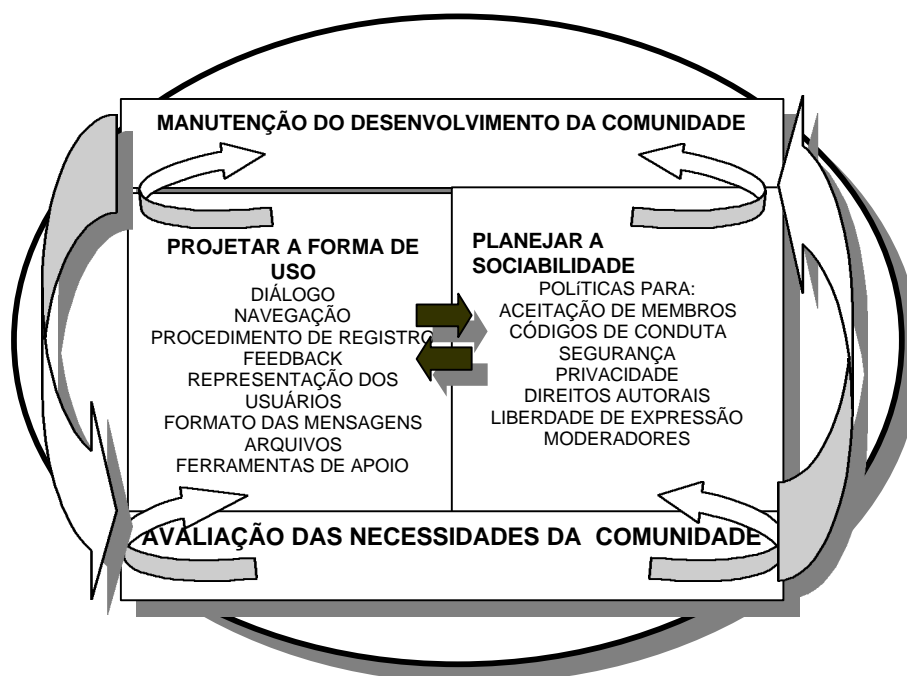 MANUTENÇÃO DO DESENVOLVIMENTO DA COMUNIDADE
PROJETAR A FORMA DE
USO
DIÁLOGO
NAVEGAÇÃO
PROCEDIMENTO DE REGISTRO
FEEDBACK
REPRESENTAÇÃO DOS
USUÁRIOS
FORMATO DAS MENSAGENS
ARQUIVOS
FERRAMENTAS DE APOIO
PLANEJAR A
SOCIABILIDADE
POLíTICAS PARA:
ACEITAÇÃO DE MEMBROS
CÓDIGOS DE CONDUTA
SEGURANÇA
PRIVACIDADE
DIREITOS AUTORAIS
LIBERDADE DE EXPRESSÃO
MODERADORES
AVALIAÇÃO DAS NECESSIDADES DA COMUNIDADE